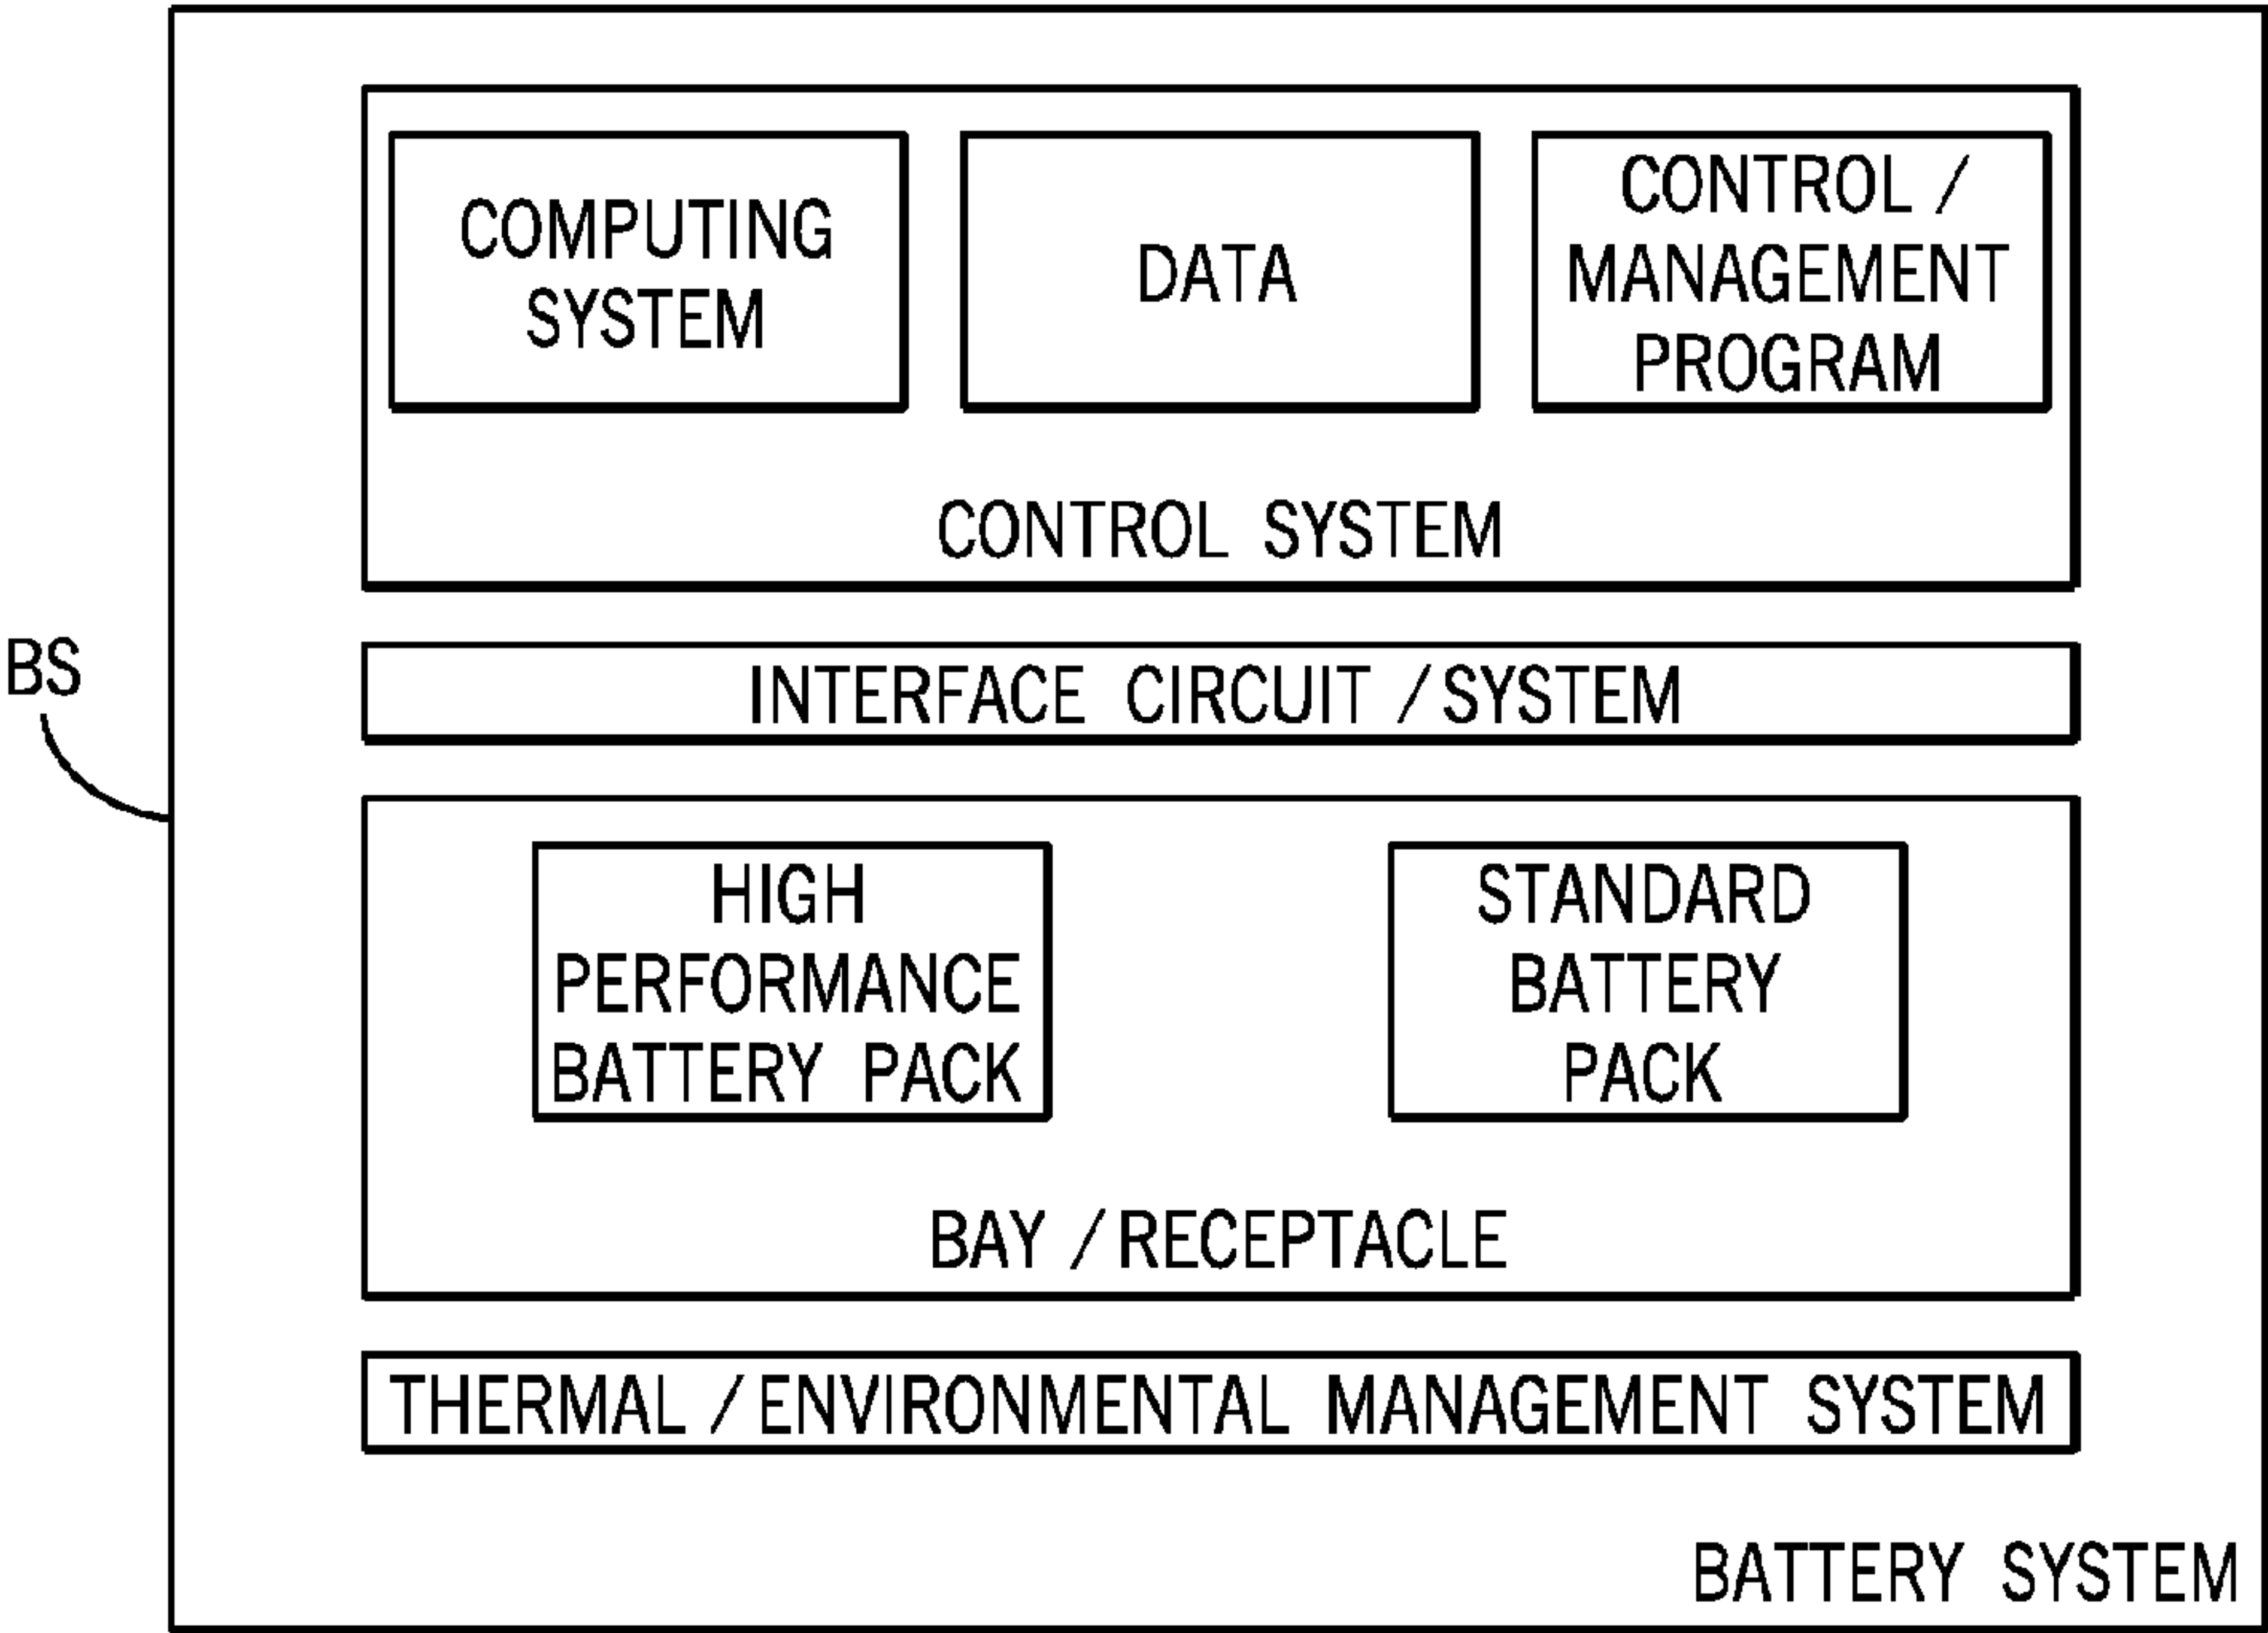 COMPUTING
SYSTEM
DATA
CONTROL /
MANAGEMENT
PROGRAM
CONTROL SYSTEM
BS
INTERFACE CIRCUIT / SYSTEM
HIGH
PERFORMANCE
BATTERY PACK
STANDARD
BATTERY
PACK
BAY / RECEPTACLE
THERMAL / ENVIRONMENTAL MANAGEMENT SYSTEM
BATTERY SYSTEM